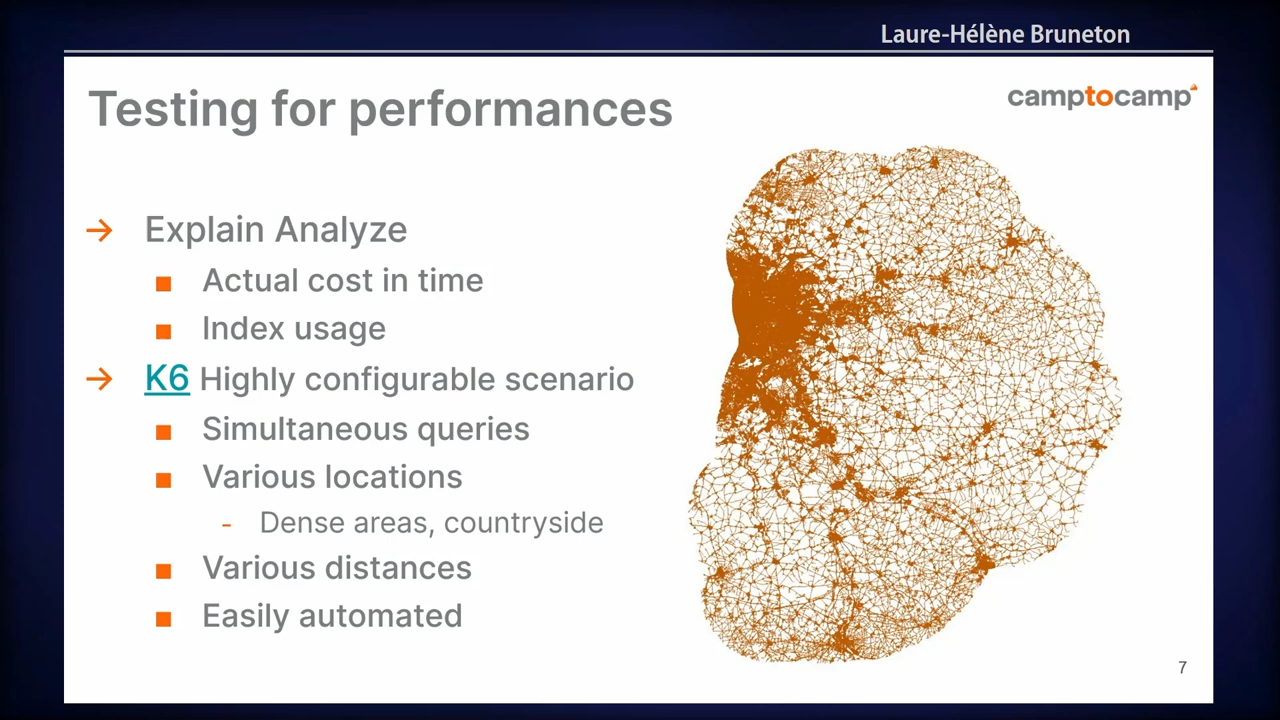 Laure-Hélène Bruneton
Testing for performances
camptocamp
→ Explain Analyze
■ Actual cost in time
■ Index usage
→ K6 Highly configurable scenario
■ Simultaneous queries
■ Various locations
- Dense areas, countryside
■ Various distances
■ Easily automated
7